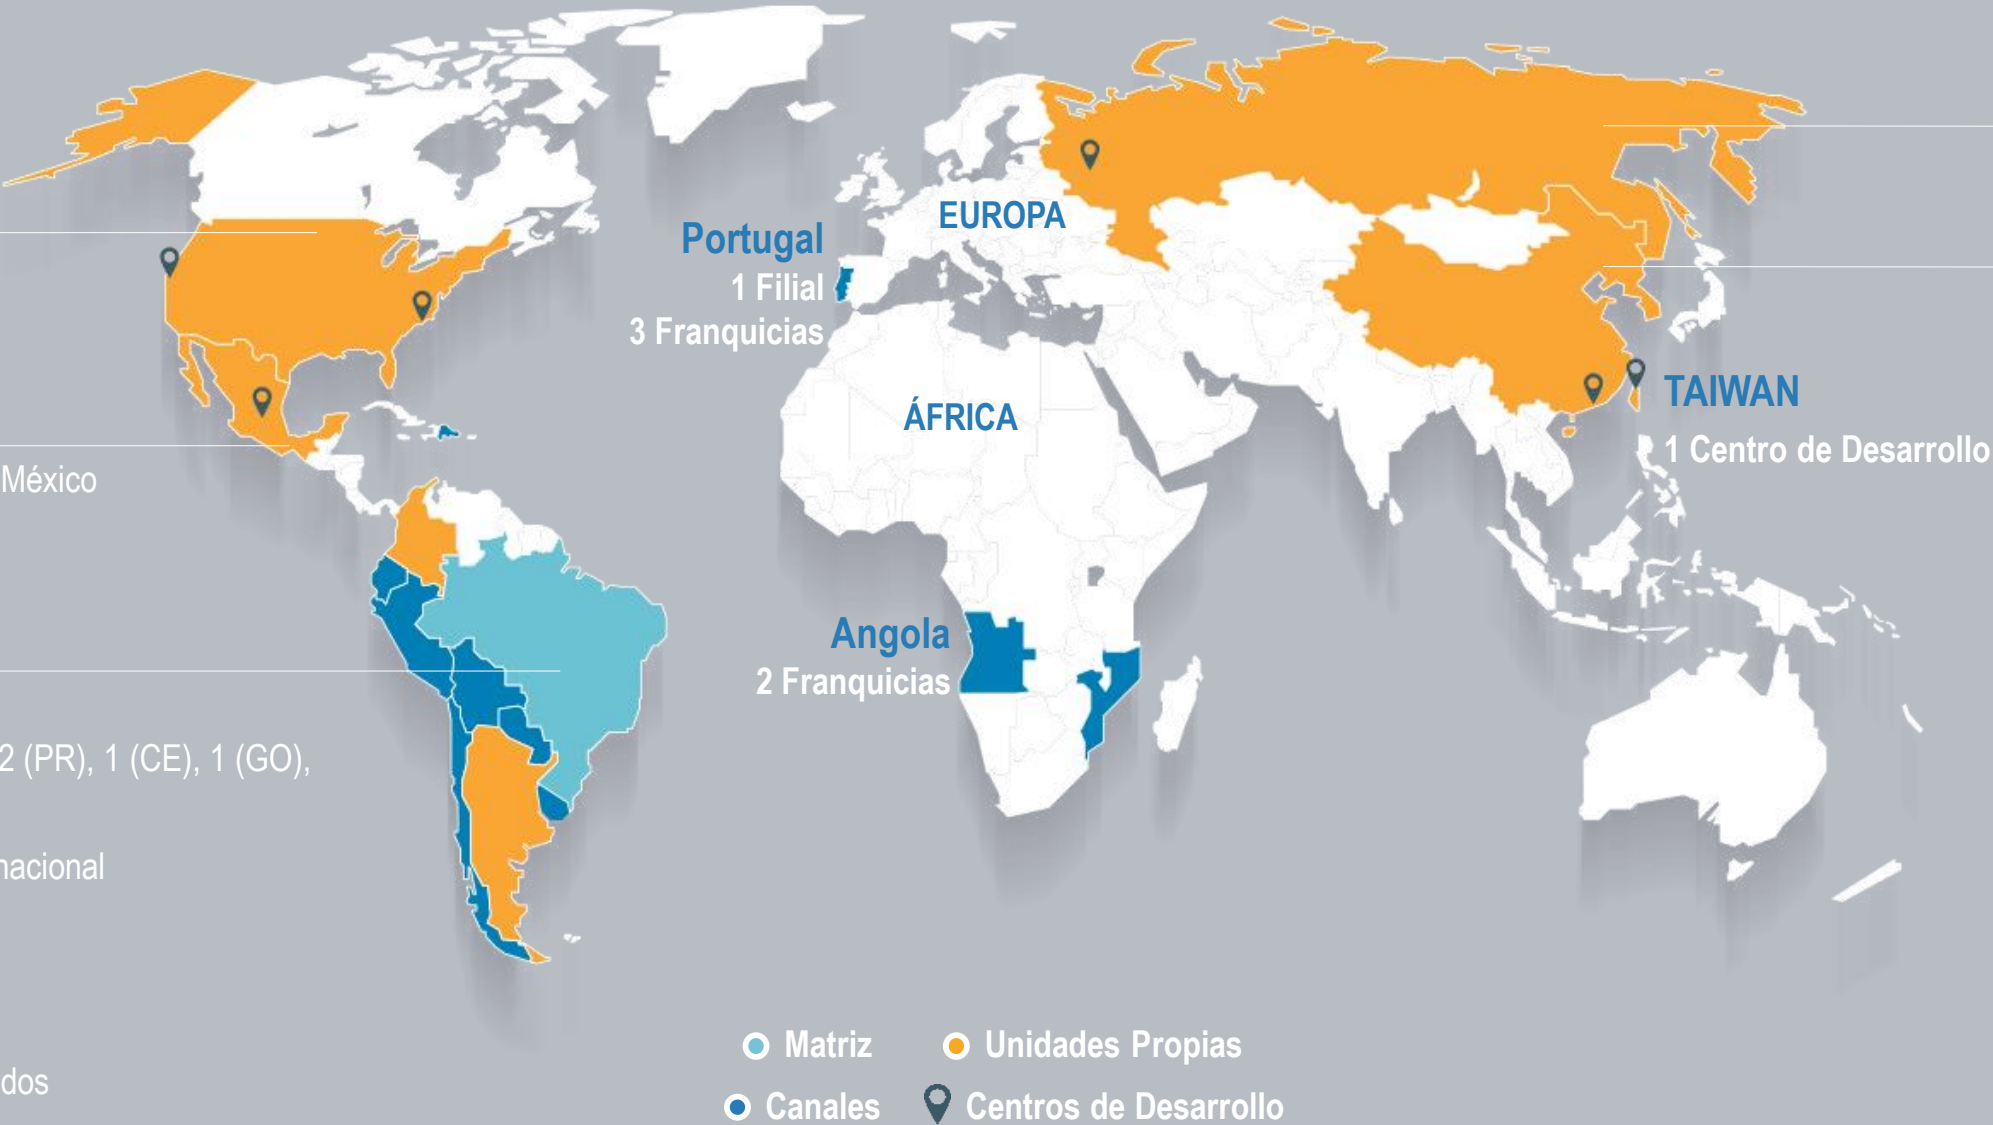 EUROPA
Portugal
1 Filial
3 Franquicias
ÁFRICA
TAIWAN
1 Centro de Desarrollo
México
Angola
2 Franquicias
2 (PR), 1 (CE), 1 (GO),
nacional
dos
Matriz
Unidades Propias
Canales
Centros de Desarrollo